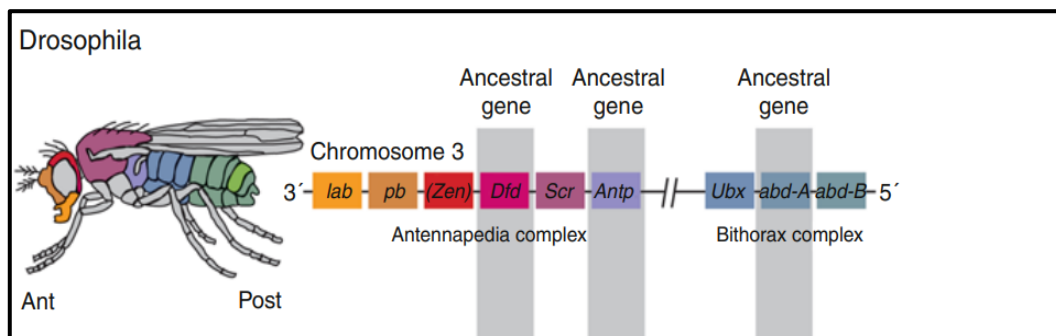 Drosophila
Ancestral gene
Ancestral gene
Ancestral gene
Chromosome 3
3´ lab pb (Zen) Dfd Scr Antp Ubx abd-A abd-B 5´
Antennapedia complex
Bithorax complex
Ant
Post